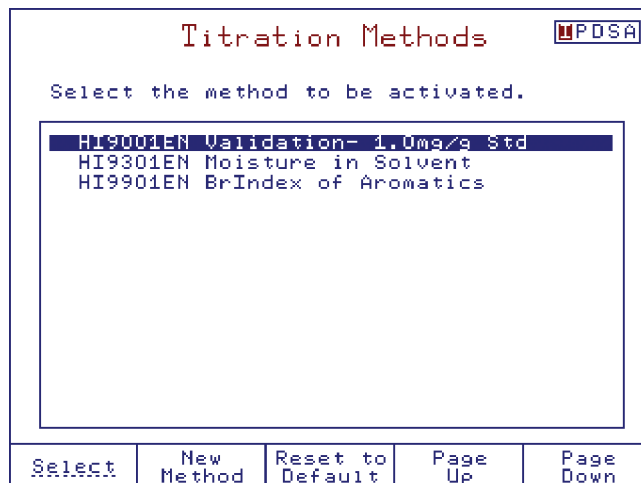 Titration Methods
UPDSA
Select the method to be activated.
HI9001EN Validation- 1.0mg/g Std
HI9301EN Moisture in Solvent
HI9901EN BrIndex of Aromatics
Select
New Method
Reset to Default
Page Up
Page Down